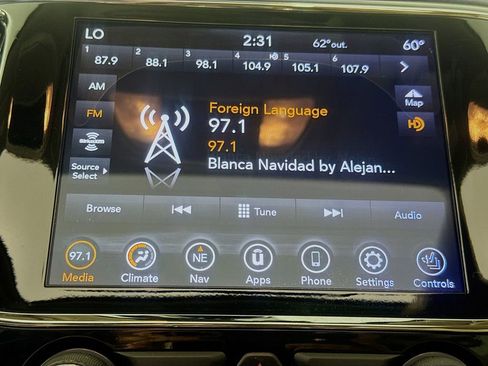 LO 2:31 62°out. 60°
1 2 3 4 HD 5 6
87.9 88.1 98.1 104.9 105.1 107.9
AM
Map
Foreign Language
FM
97.1
HD
97.1
Source
Select
Blanca Navidad by Alejan...
Browse Tune Audio
97.1 NE ū
Media Climate Nav Apps Phone Settings Controls